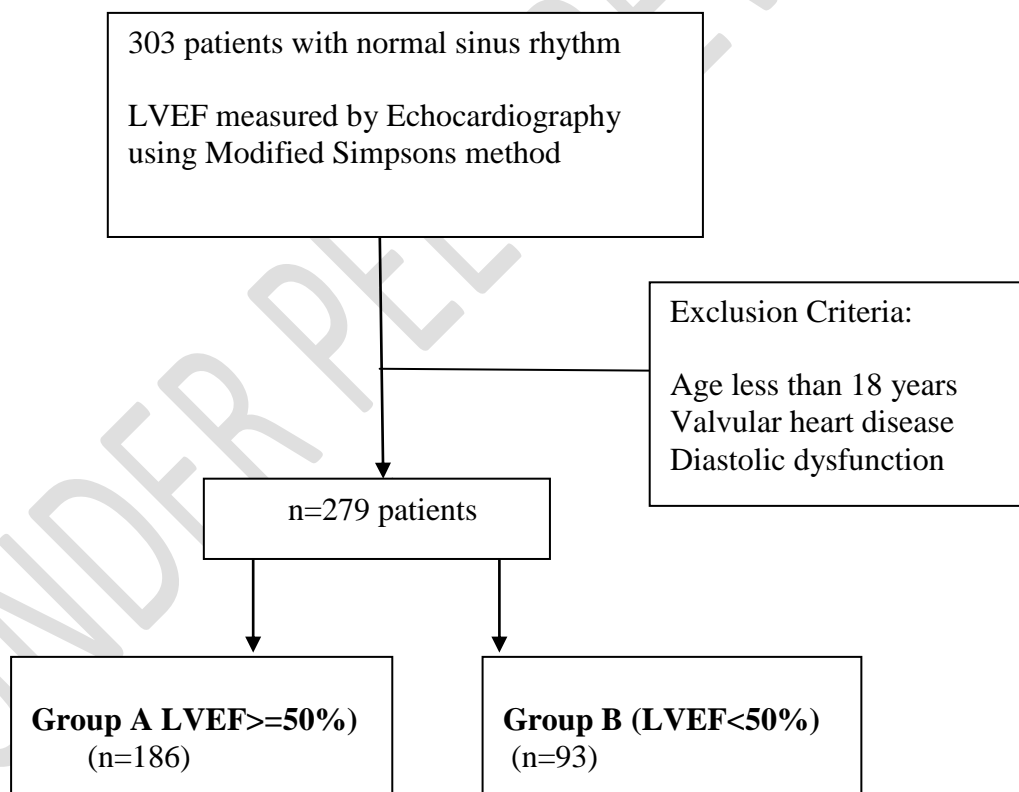 303 patients with normal sinus rhythm
LVEF measured by Echocardiography
using Modified Simpsons method
Exclusion Criteria:
Age less than 18 years
Valvular heart disease
Diastolic dysfunction
n=279 patients
Group A LVEF>=50%)
(n=186)
Group B (LVEF<50%)
(n=93)